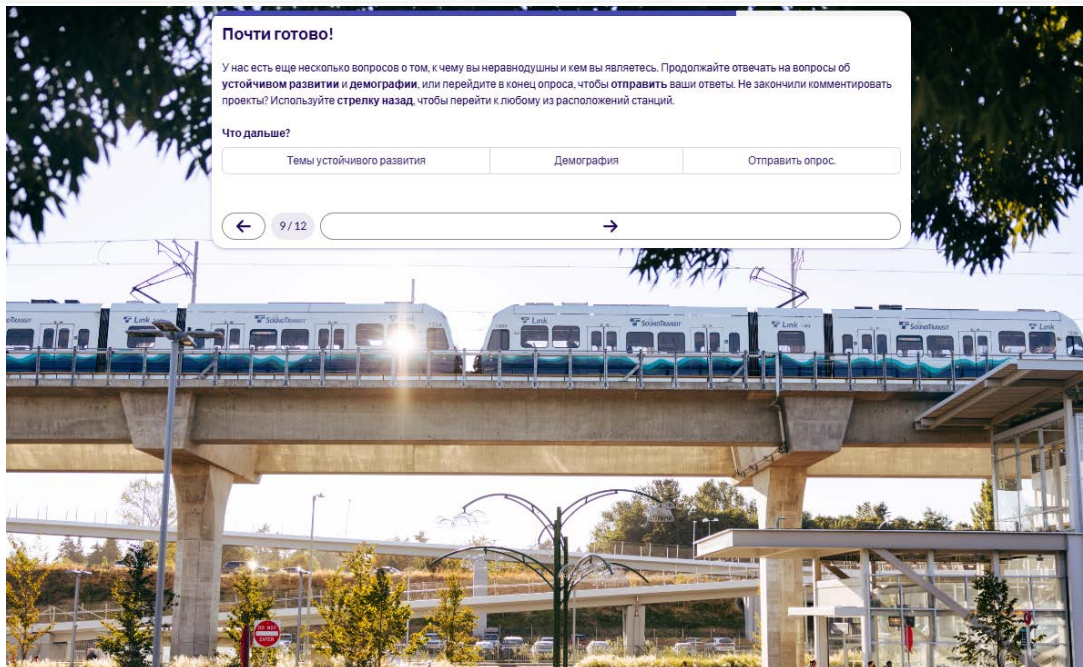 Почти готово!
У нас есть еще несколько вопросов о том, к чему вы неравнодушны и кем вы являетесь. Продолжайте отвечать на вопросы об
устойчивом развитии и демографии, или перейдите в конец опроса, чтобы отправить ваши ответы. Не закончили комментировать
проекты? Используйте стрелку назад, чтобы перейти к любому из расположений станций.
Что дальше?
Темы устойчивого развития Демография Отправить опрос.
9 / 12
Link SOUNDTRANSIT Link Link SOUNDTRANSIT Link SOUNDTRANSIT Link
DO NOT
ENTER